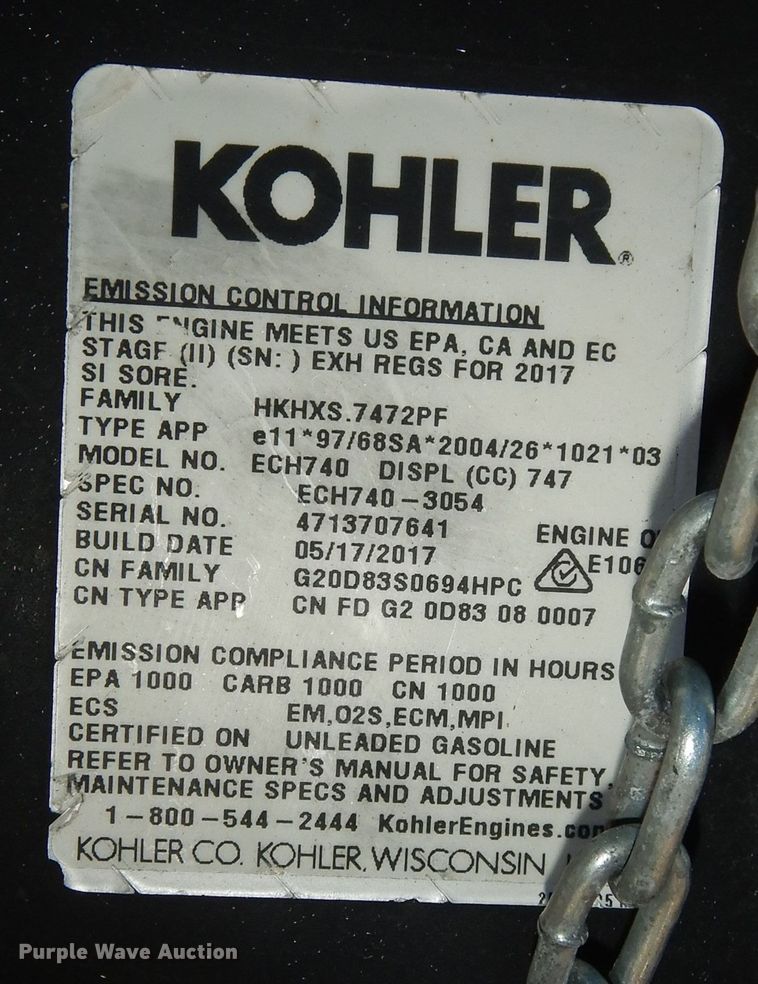 KOHLER®
EMISSION CONTROL INFORMATION
THIS ENGINE MEETS US EPA, CA AND EC
STAGE (II) (SN: ) EXH REGS FOR 2017
SI SORE.
FAMILY HKHXS.7472PF
TYPE APP e11*97/68SA*2004/26*1021*03
MODEL NO. ECH740 DISPL (CC) 747
SPEC NO. ECH740-3054
SERIAL NO. 4713707641 ENGINE
BUILD DATE 05/17/2017 E106
CN FAMILY G20D83S0694HPC
CN TYPE APP CN FD G2 0D83 08 0007
EMISSION COMPLIANCE PERIOD IN HOURS
EPA 1000 CARB 1000 CN 1000
ECS EM,O2S,ECM,MPI
CERTIFIED ON UNLEADED GASOLINE
REFER TO OWNER'S MANUAL FOR SAFETY,
MAINTENANCE SPECS AND ADJUSTMENTS
1-800-544-2444 KohlerEngines.com
KOHLER CO. KOHLER, WISCONSIN
Purple Wave Auction